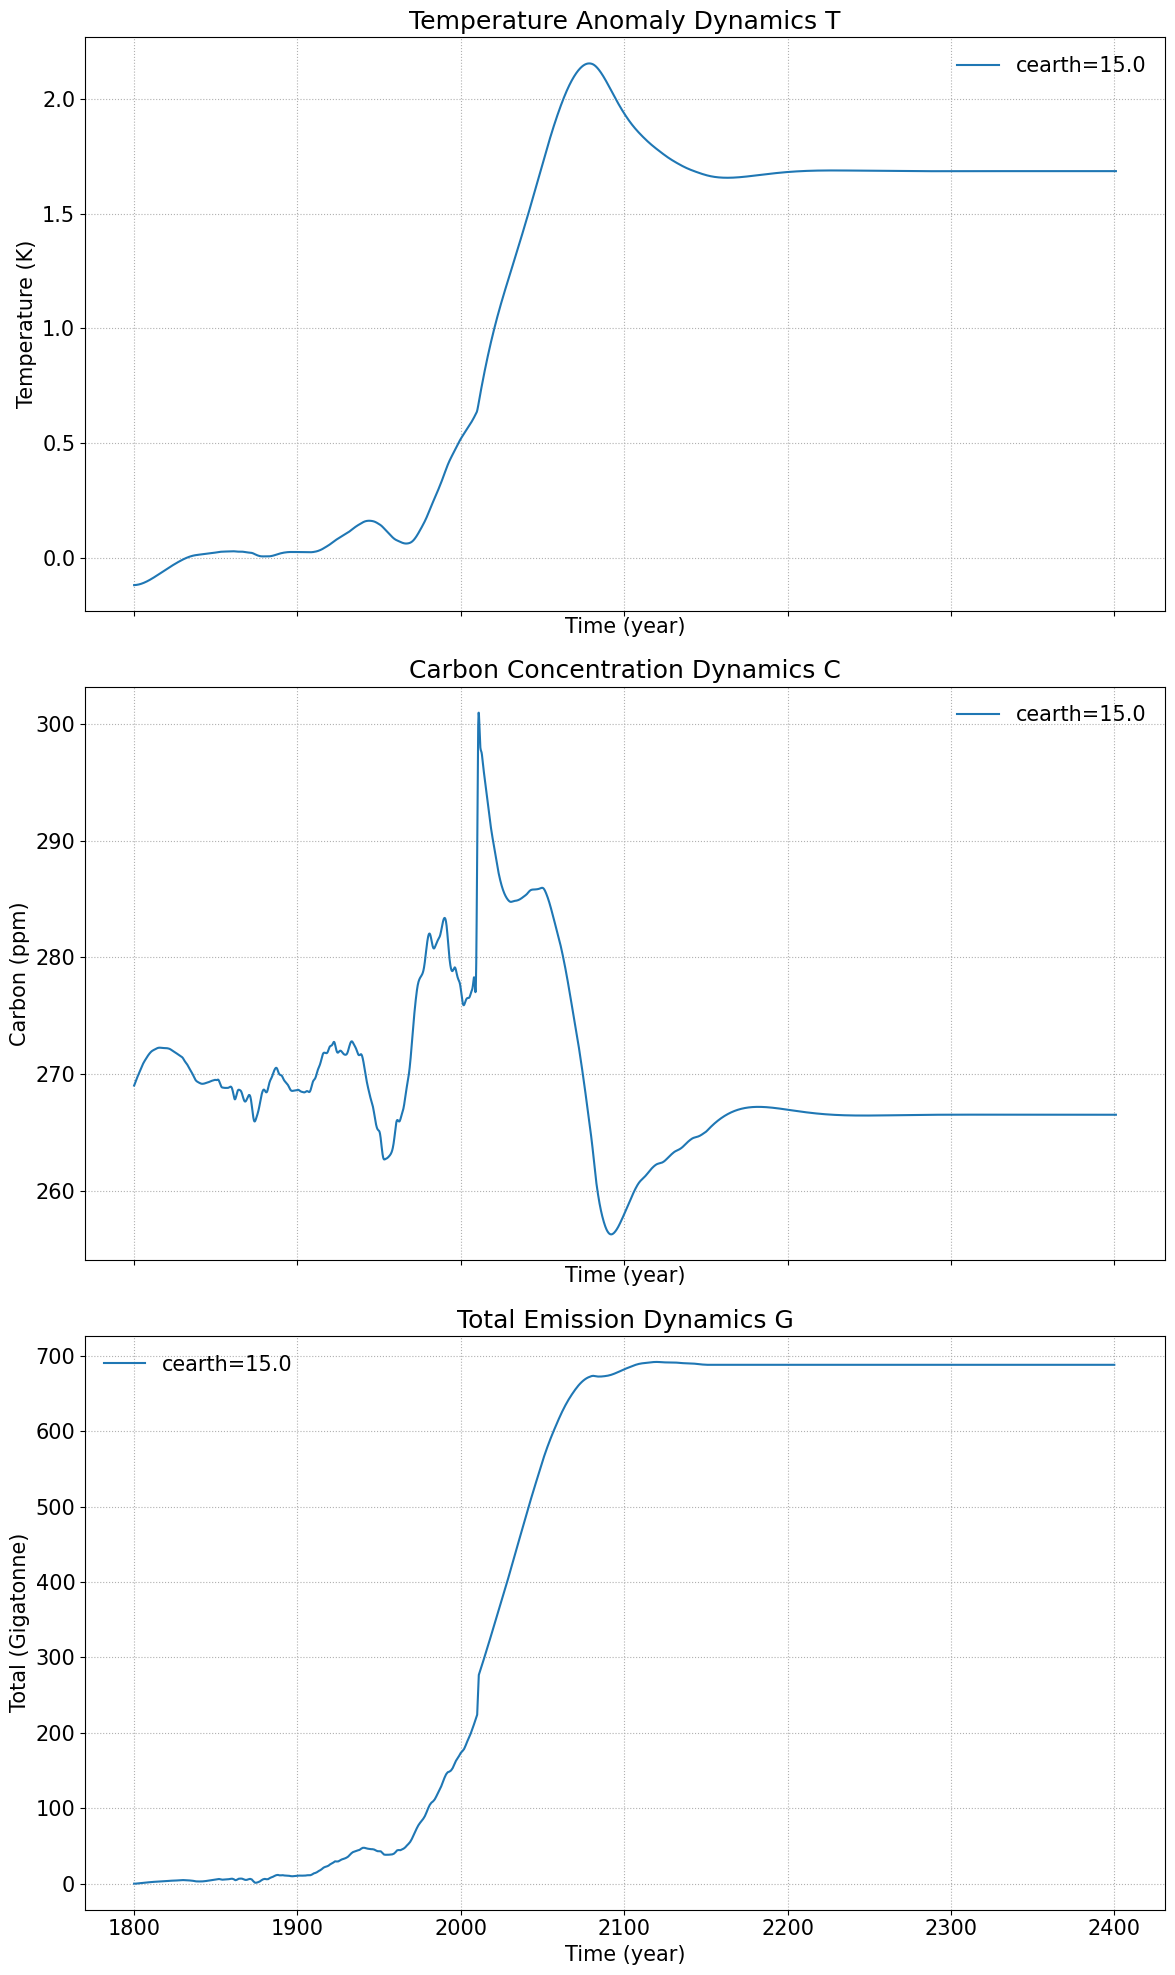 Temperature Anomaly Dynamics T
cearth=15.0
2.0
1.5
1.0
0.5
0.0
Temperature (K)
Time (year)
Carbon Concentration Dynamics C
cearth=15.0
300
290
280
270
260
Carbon (ppm)
Time (year)
Total Emission Dynamics G
cearth=15.0
700
600
500
400
300
200
100
0
Total (Gigatonne)
1800 1900 2000 2100 2200 2300 2400
Time (year)